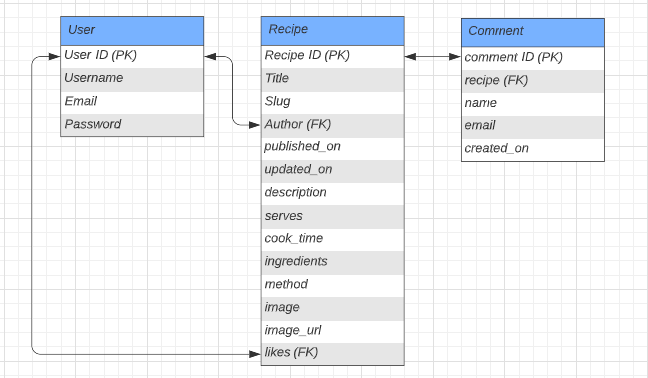 User
User ID (PK)
Username
Email
Password
Recipe
Recipe ID (PK)
Title
Slug
Author (FK)
published_on
updated_on
description
serves
cook_time
ingredients
method
image
image_url
likes (FK)
Comment
comment ID (PK)
recipe (FK)
name
email
created_on